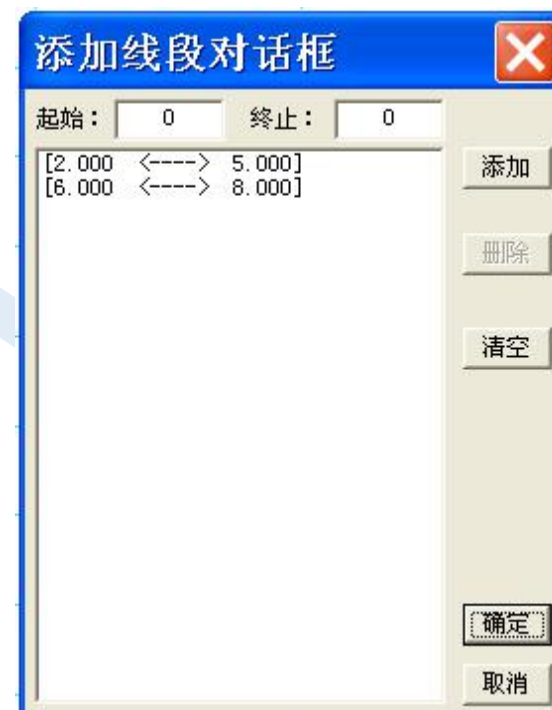 添加线段对话框
起始： 0 终止： 0
[2.000 <----> 5.000]
[6.000 <----> 8.000]
添加
删除
清空
确定
取消